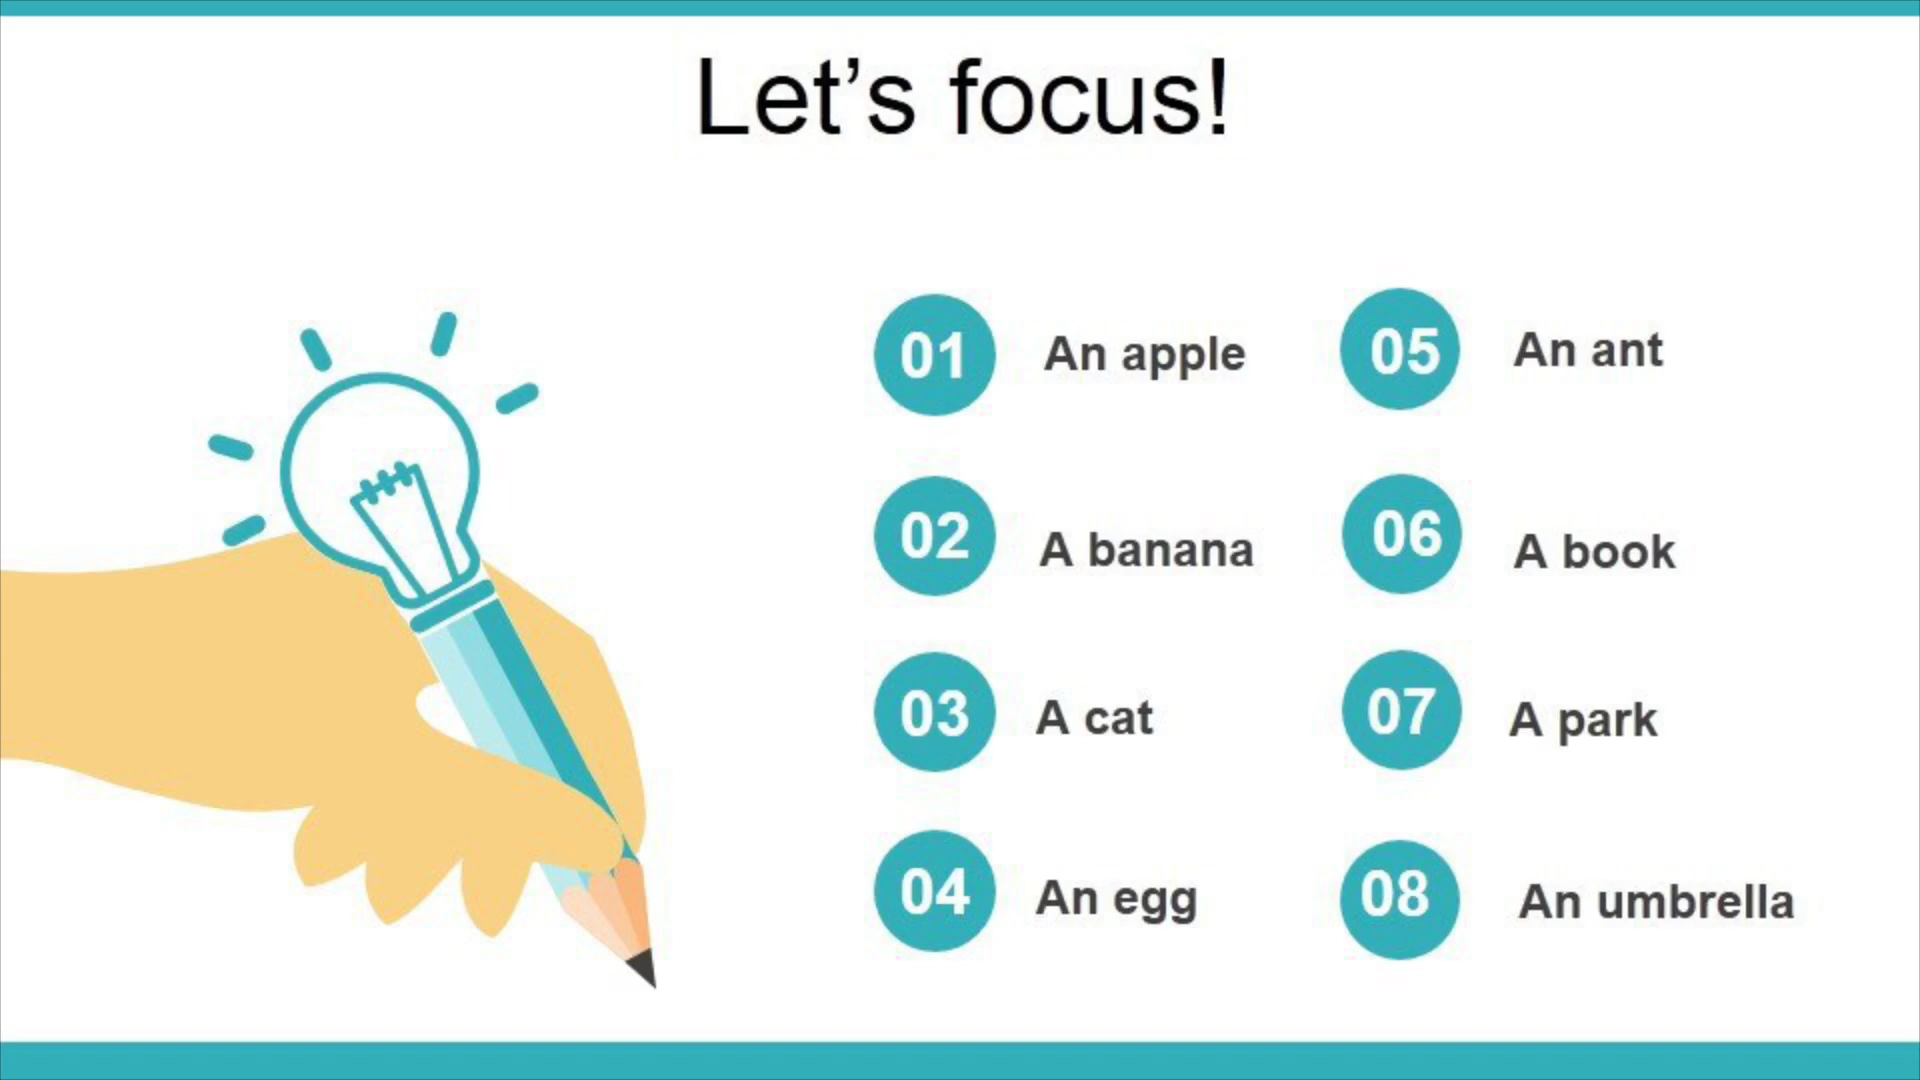 Let’s focus!
01 An apple
02 A banana
03 A cat
04 An egg
05 An ant
06 A book
07 A park
08 An umbrella